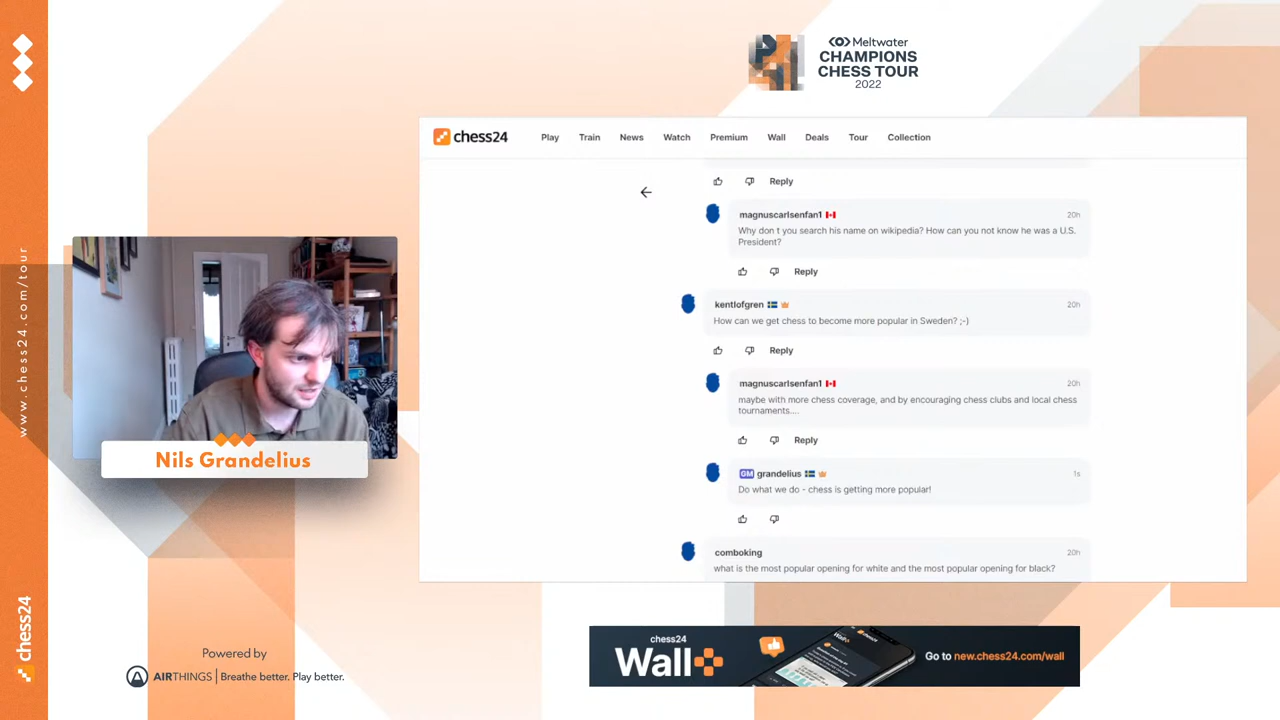 Meltwater
CHAMPIONS
CHESS TOUR
2022
chess24
Play Train News Watch Premium Wall Deals Tour Collection
Reply
magnuscarlsenfan1 20h
Why don t you search his name on wikipedia? How can you not know he was a U.S.
President?
Reply
kentlofgren 20h
How can we get chess to become more popular in Sweden? ;-)
Reply
magnuscarlsenfan1 20h
maybe with more chess coverage, and by encouraging chess clubs and local chess
tournaments....
Reply
GM grandelius 1s
Do what we do - chess is getting more popular!
comboking 20h
what is the most popular opening for white and the most popular opening for black?
www.chess24.com/tour
Nils Grandelius
chess24
Powered by
AIRTHINGS | Breathe better. Play better.
chess24
Wall
Go to new.chess24.com/wall